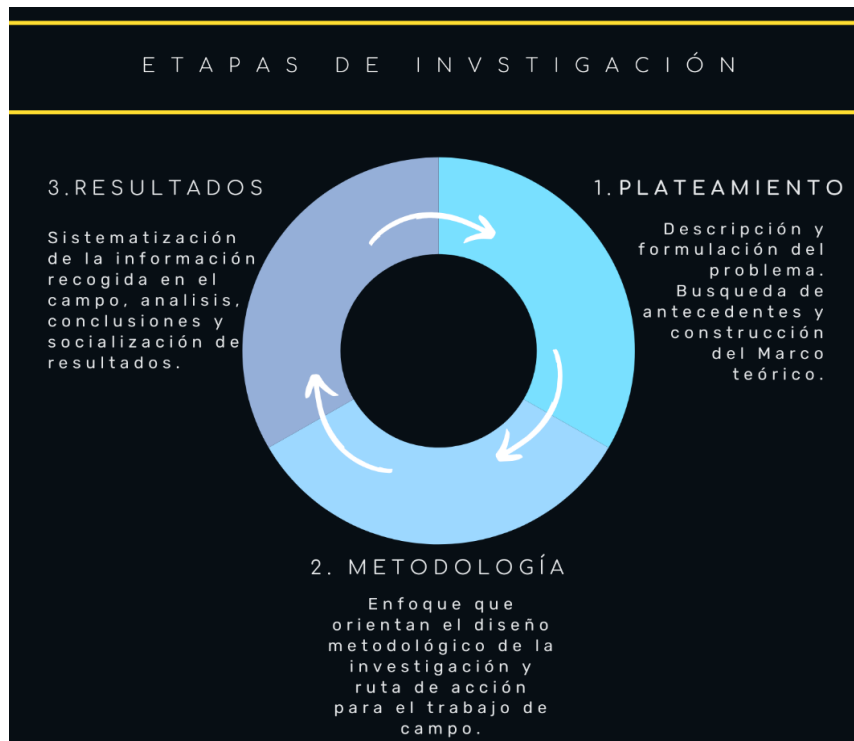 ETAPAS DE INVSTIGACIÓN
1.PLATEAMIENTO
Descripción y
formulación del
problema.
Busqueda de
antecedentes y
construcción
del Marco
teórico.
2. METODOLOGÍA
Enfoque que
orientan el diseño
metodológico de la
investigación y
ruta de acción
para el trabajo de
campo.
3.RESULTADOS
Sistematización
de la información
recogida en el
campo, analisis,
conclusiones y
socialización de
resultados.